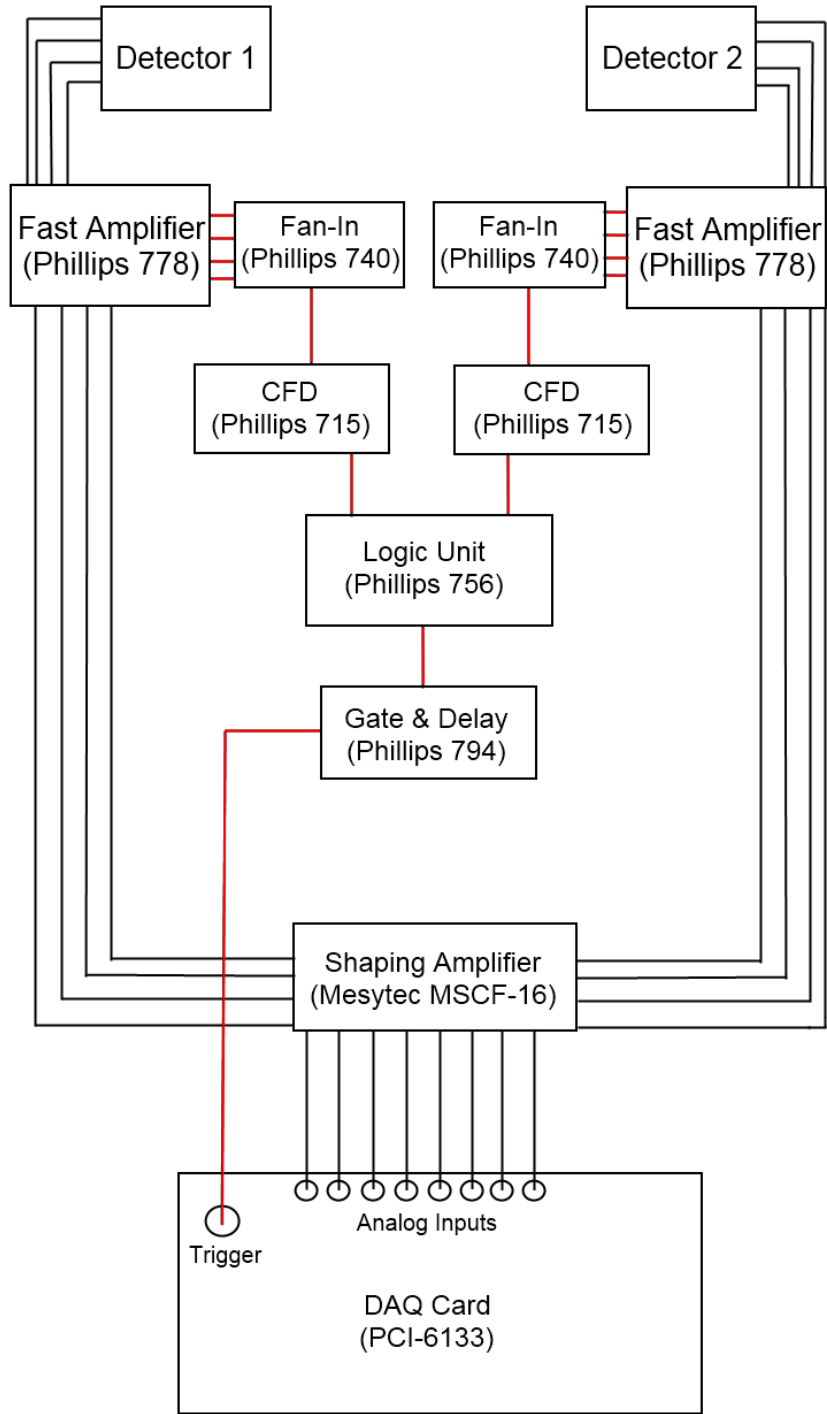 Detector 1
Detector 2
Fast Amplifier
(Phillips 778)
Fan-In
(Phillips 740)
Fan-In
(Phillips 740)
Fast Amplifier
(Phillips 778)
CFD
(Phillips 715)
CFD
(Phillips 715)
Logic Unit
(Phillips 756)
Gate & Delay
(Phillips 794)
Shaping Amplifier
(Mesytec MSCF-16)
Analog Inputs
Trigger
DAQ Card
(PCI-6133)